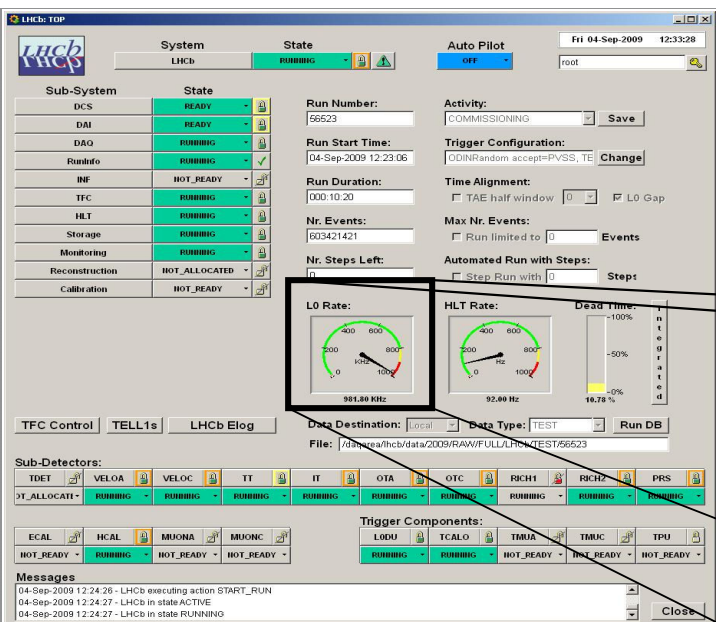 LHCb: TOP
LHCb
System State Auto Pilot Fri 04-Sep-2009 12:33:28
LHCb RUNNING OFF root
Sub-System State
DCS READY
DAI READY
DAQ RUNNING
RunInfo RUNNING
INF NOT_READY
TFC RUNNING
HLT RUNNING
Storage RUNNING
Monitoring RUNNING
Reconstruction NOT_ALLOCATED
Calibration NOT_READY
Run Number: Activity:
56523 COMMISSIONING Save
Run Start Time: Trigger Configuration:
04-Sep-2009 12:23:06 ODINRandom accept=PVSS, TE Change
Run Duration: Time Alignment:
000:10:20 TAE half window 0 L0 Gap
Nr. Events: Max Nr. Events:
603421421 Run limited to 0 Events
Nr. Steps Left: Automated Run with Steps:
0 Step Run with 0 Steps
L0 Rate: HLT Rate: Dead Time: Integrated
400 600 400 600 -100%
200 800 200 800 -50%
KHz Hz
0 1000 0 1000 -0%
981.80 KHz 92.00 Hz 10.78 %
TFC Control TELL1s LHCb Elog Data Destination: Local Data Type: TEST Run DB
File: /daqarea/lhcb/data/2009/RAW/FULL/LHCb/TEST/56523
Sub-Detectors:
TDET VELOA VELOC TT IT OTA OTC RICH1 RICH2 PRS
OT_ALLOCATI RUNNING RUNNING RUNNING RUNNING RUNNING RUNNING RUNNING RUNNING RUNNING
Trigger Components:
ECAL HCAL MUONA MUONC L0DU TCALO TMUA TMUC TPU
NOT_READY RUNNING NOT_READY NOT_READY RUNNING RUNNING NOT_READY NOT_READY NOT_READY
Messages
04-Sep-2009 12:24:26 - LHCb executing action START_RUN
04-Sep-2009 12:24:27 - LHCb in state ACTIVE
04-Sep-2009 12:24:27 - LHCb in state RUNNING
Close